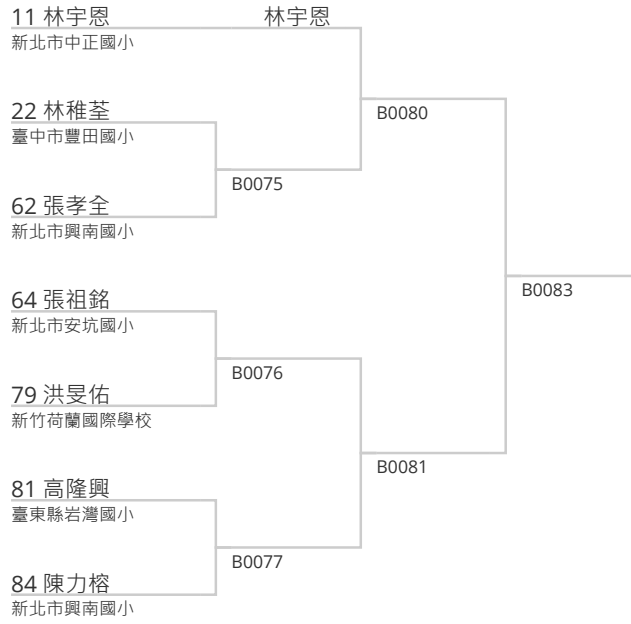 11 林宇恩
林宇恩
新北市中正國小
22 林稚荃
臺中市豐田國小
B0080
B0075
62 張孝全
新北市興南國小
B0083
64 張祖銘
新北市安坑國小
B0076
79 洪旻佑
新竹荷蘭國際學校
B0081
81 高隆興
臺東縣岩灣國小
B0077
84 陳力榕
新北市興南國小